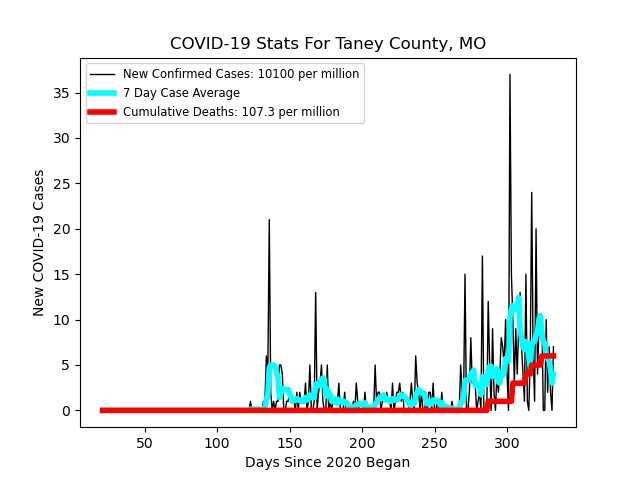 COVID-19 Stats For Taney County, MO
New Confirmed Cases: 10100 per million
7 Day Case Average
Cumulative Deaths: 107.3 per million
New COVID-19 Cases
35
30
25
20
15
10
5
0
50 100 150 200 250 300
Days Since 2020 Began